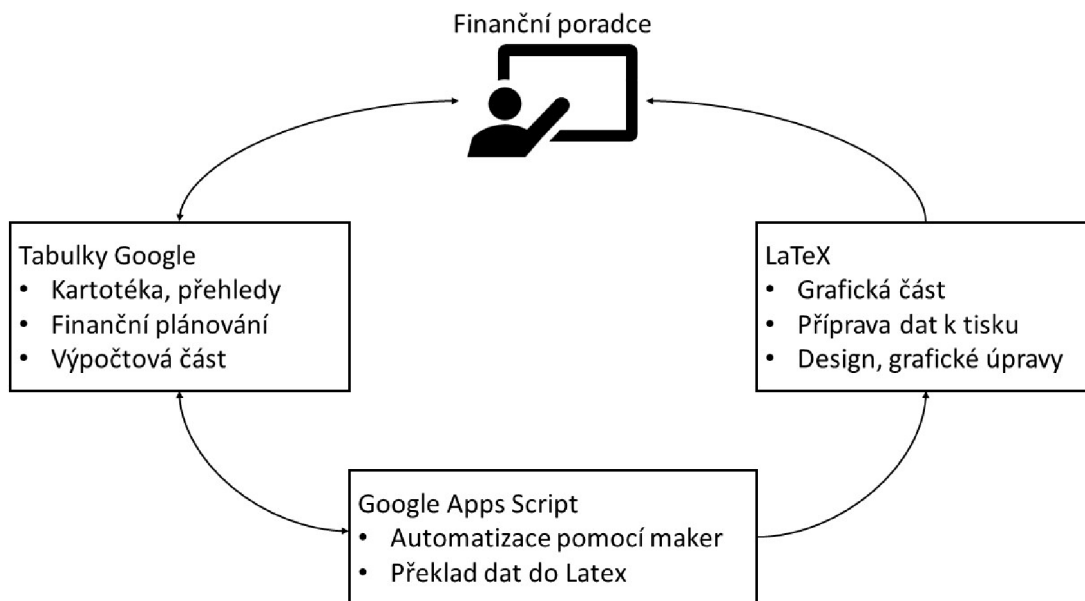 Finanční poradce
Tabulky Google
• Kartotéka, přehledy
• Finanční plánování
• Výpočtová část
LaTeX
• Grafická část
• Příprava dat k tisku
• Design, grafické úpravy
Google Apps Script
• Automatizace pomocí maker
• Překlad dat do Latex